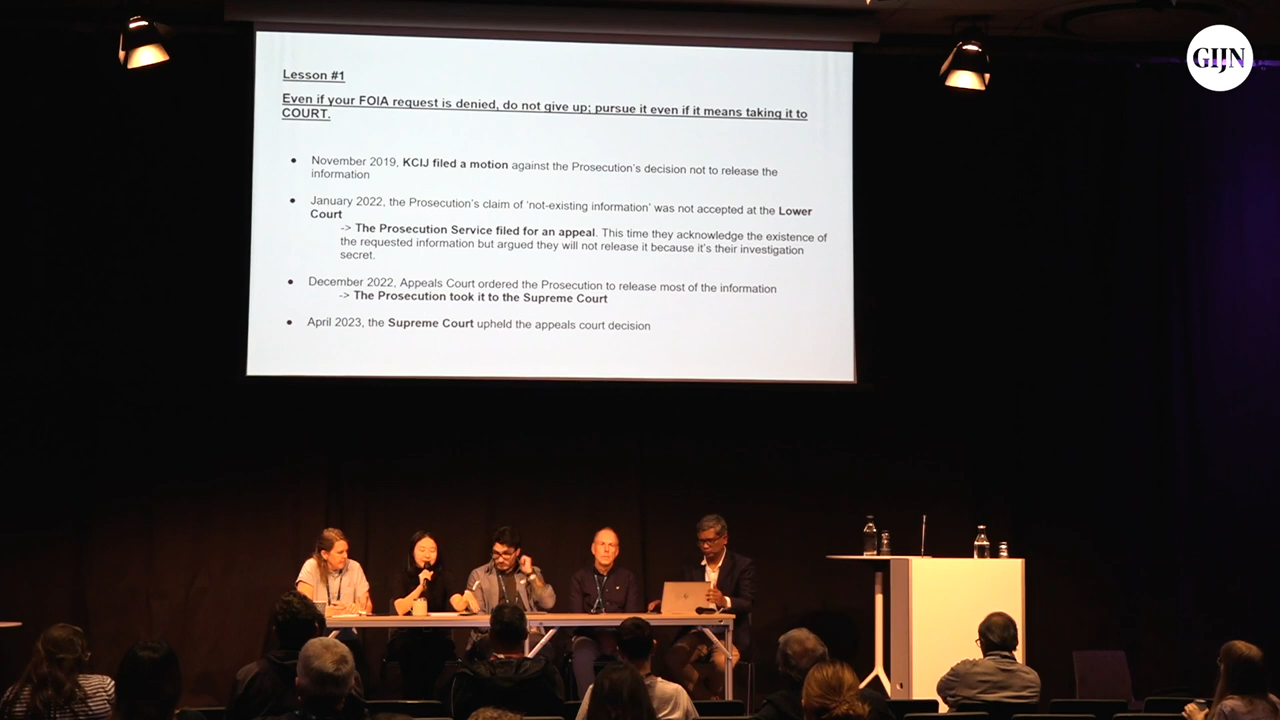 GIJN
Lesson #1
Even if your FOIA request is denied, do not give up; pursue it even if it means taking it to
COURT.
● November 2019, KCIJ filed a motion against the Prosecution's decision not to release the
information
● January 2022, the Prosecution's claim of 'not-existing information' was not accepted at the Lower
Court
-> The Prosecution Service filed for an appeal. This time they acknowledge the existence of
the requested information but argued they will not release it because it's their investigation
secret.
● December 2022, Appeals Court ordered the Prosecution to release most of the information
-> The Prosecution took it to the Supreme Court
● April 2023, the Supreme Court upheld the appeals court decision